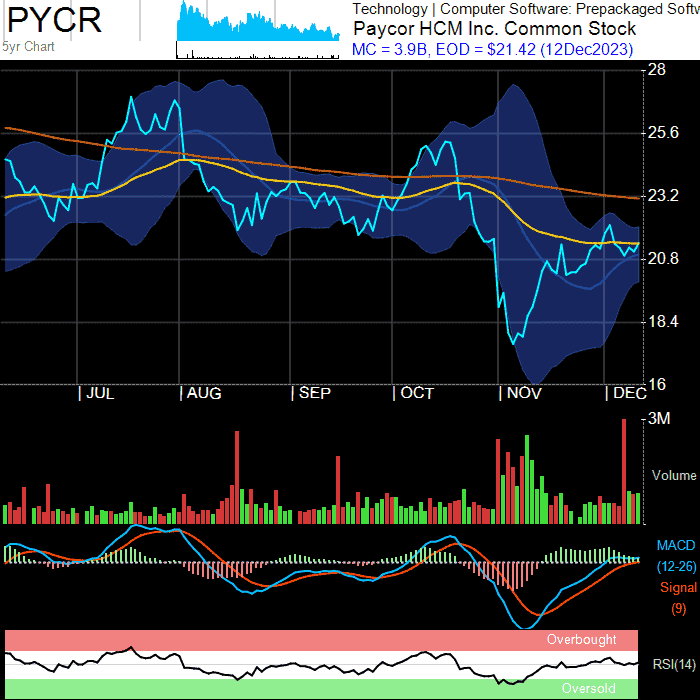 PYCR
5yr Chart
Technology | Computer Software: Prepackaged Softw
Paycor HCM Inc. Common Stock
MC = 3.9B, EOD = $21.42 (12Dec2023)
28
25.6
23.2
20.8
18.4
16
| JUL | AUG | SEP | OCT | NOV | DEC
3M
Volume
MACD
(12-26)
Signal
(9)
Overbought
RSI(14)
Oversold